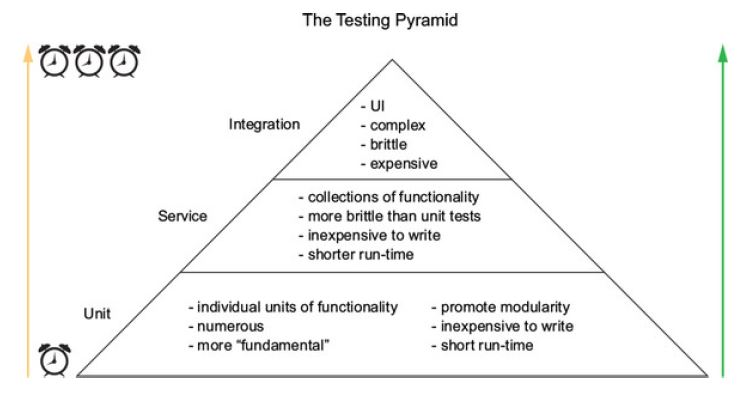 The Testing Pyramid
Integration
- UI
- complex
- brittle
- expensive
Service
- collections of functionality
- more brittle than unit tests
- inexpensive to write
- shorter run-time
Unit
- individual units of functionality
- numerous
- more “fundamental”
- promote modularity
- inexpensive to write
- short run-time